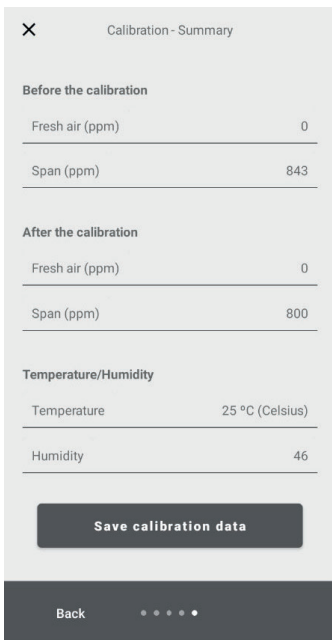 Calibration - Summary
Before the calibration
Fresh air (ppm) 0
Span (ppm) 843
After the calibration
Fresh air (ppm) 0
Span (ppm) 800
Temperature/Humidity
Temperature 25 ºC (Celsius)
Humidity 46
Save calibration data
Back